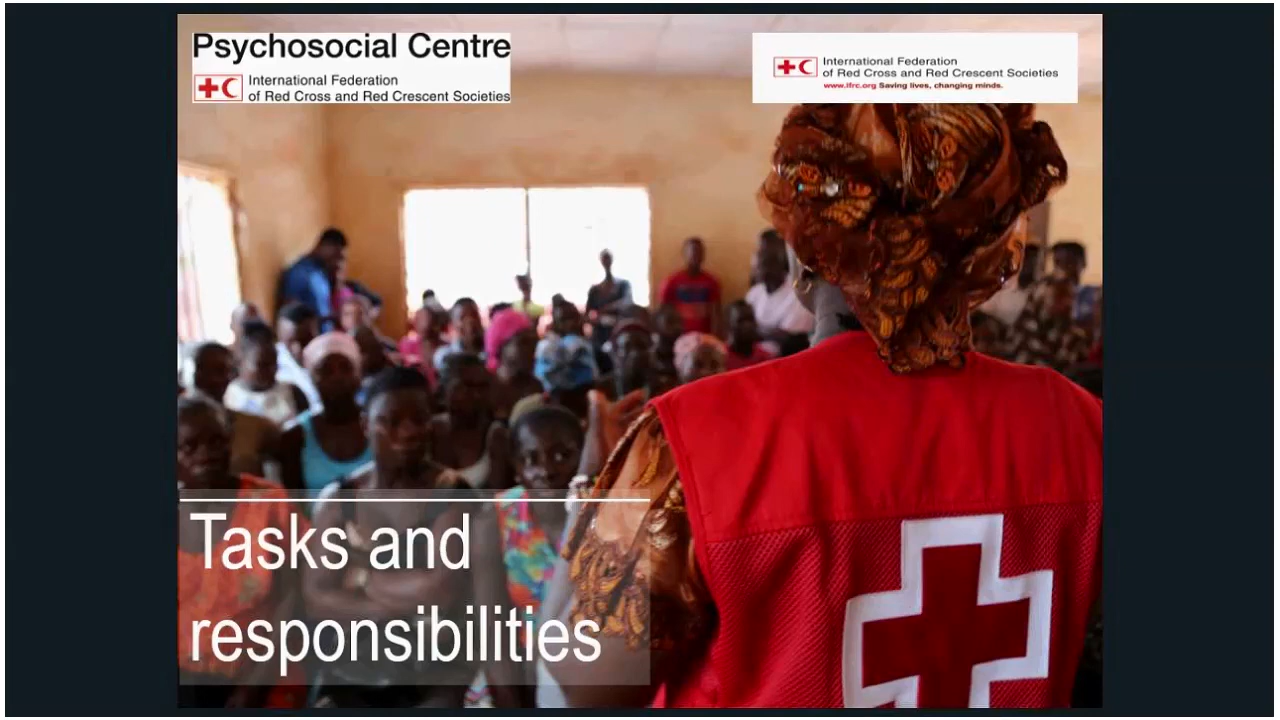 Psychosocial Centre
International Federation
of Red Cross and Red Crescent Societies
International Federation
of Red Cross and Red Crescent Societies
www.ifrc.org Saving lives, changing minds.
Tasks and
responsibilities